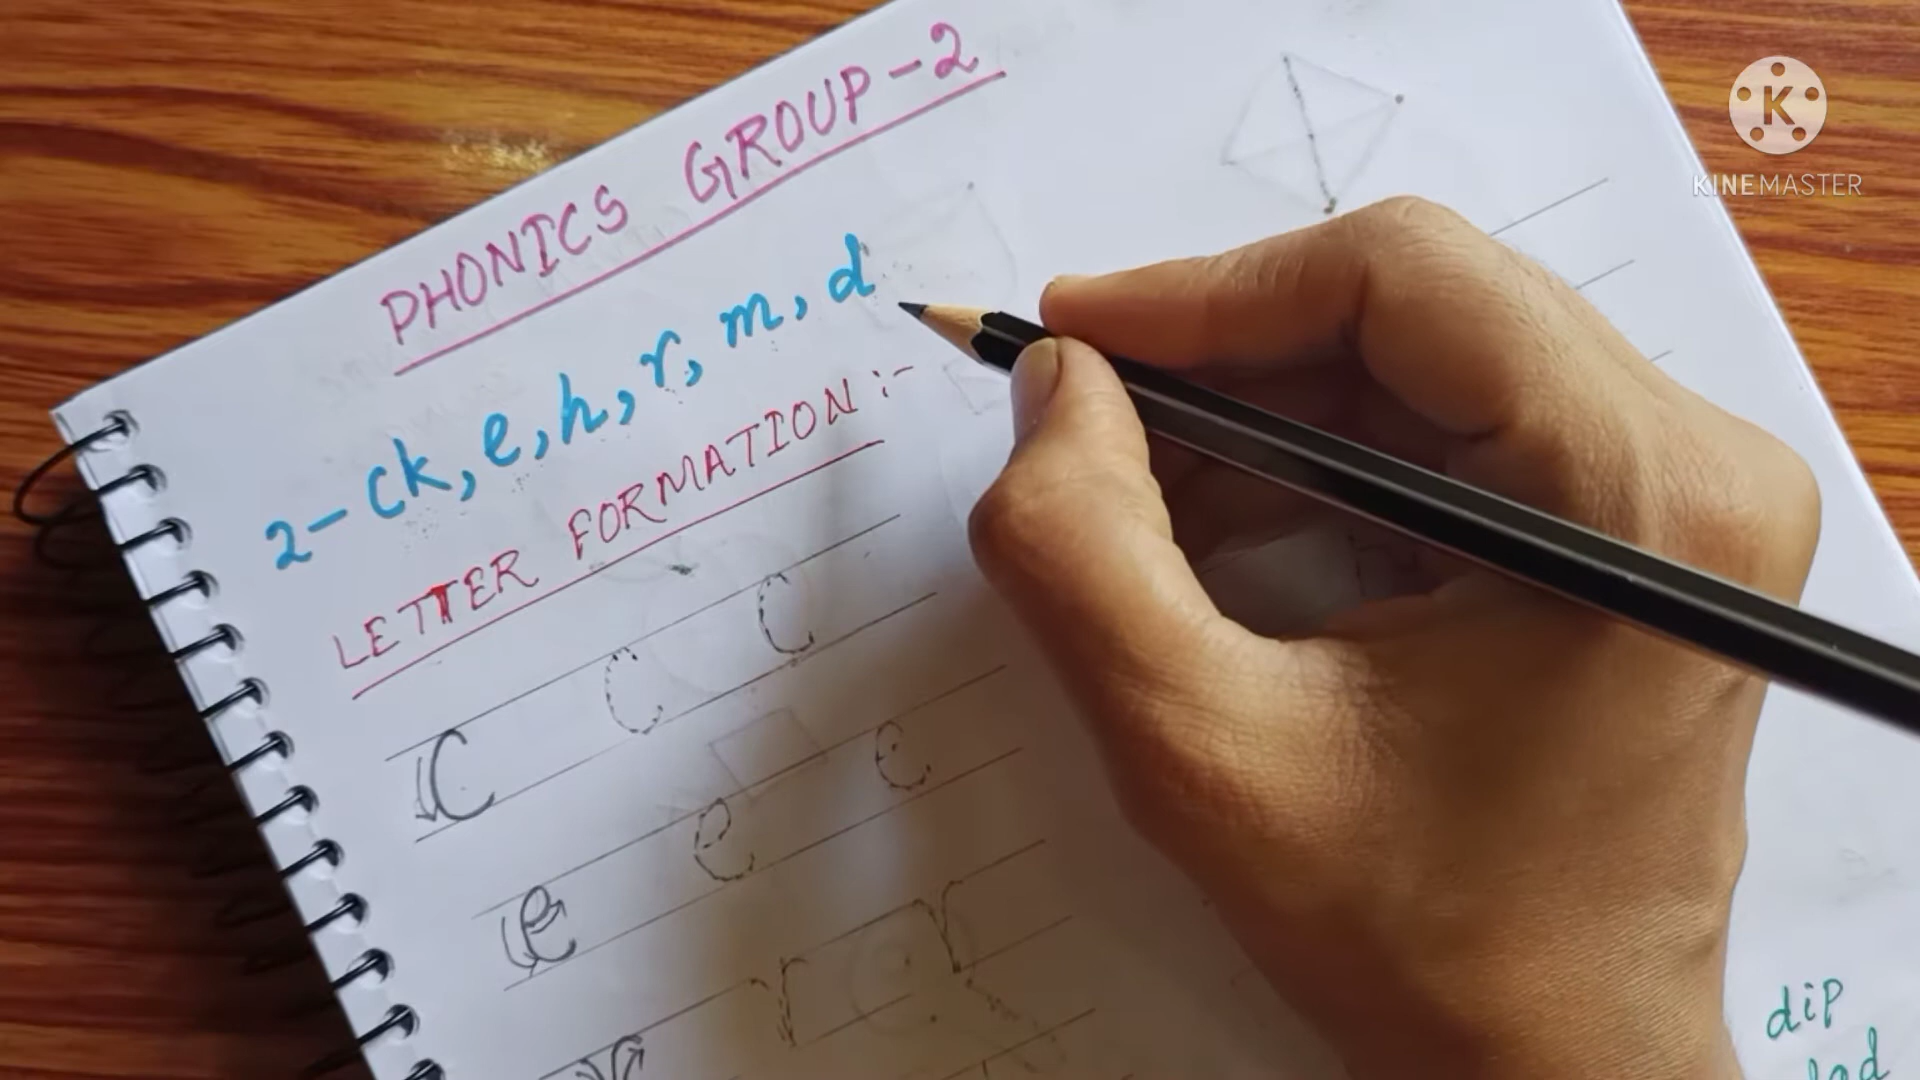 PHONICS GROUP-2
2-ck, e, h, r, m, d
LETTER FORMATION :-
C C C
e e e
r r r
dip
K
KINEMASTER